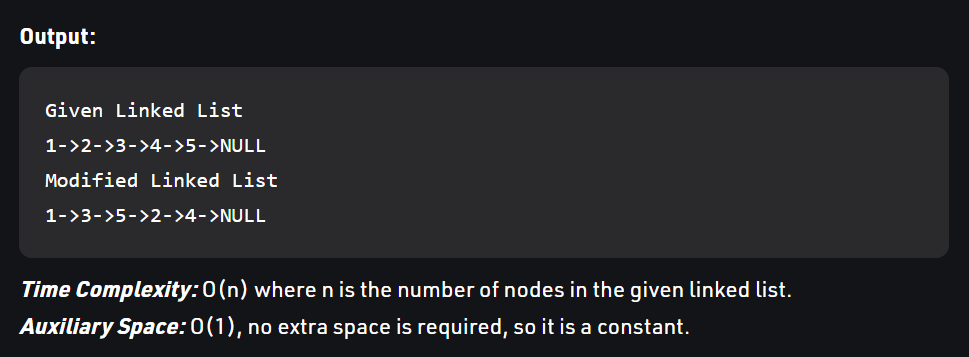 Output:
Given Linked List
1->2->3->4->5->NULL
Modified Linked List
1->3->5->2->4->NULL
Time Complexity: O(n) where n is the number of nodes in the given linked list.
Auxiliary Space: O(1), no extra space is required, so it is a constant.